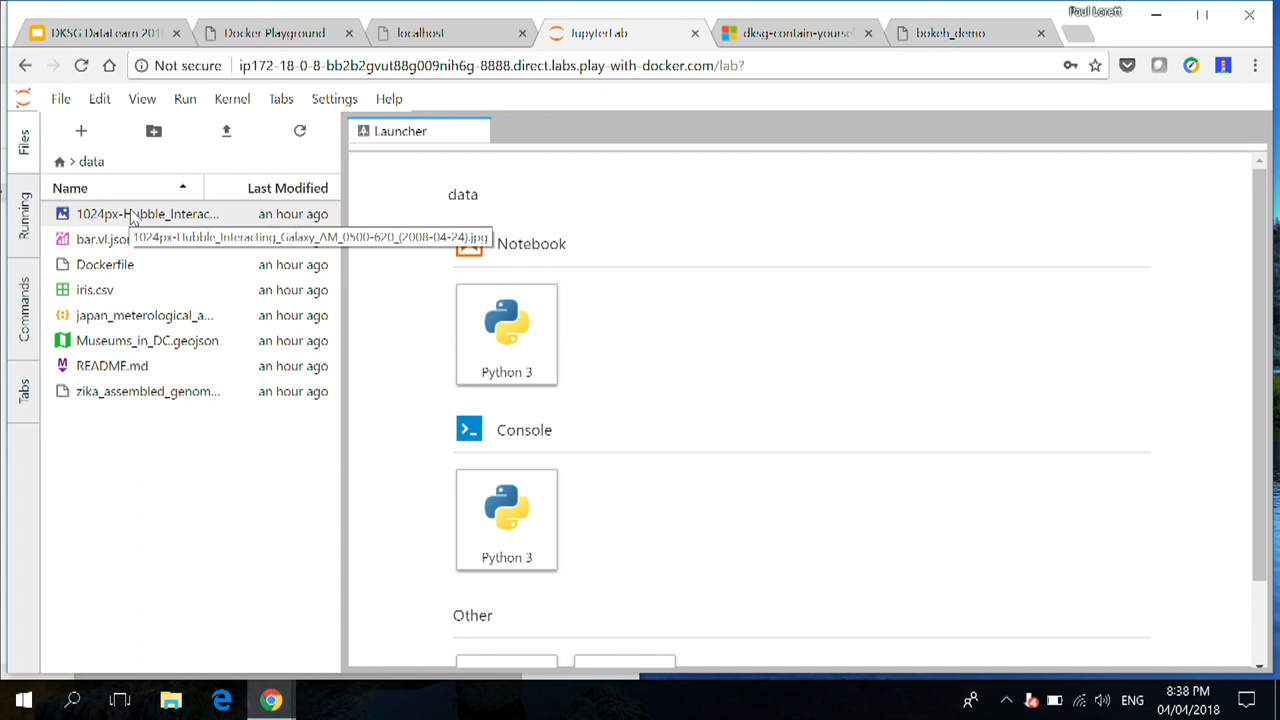 Paul Lorett
DKSG DataLearn 201
Docker Playground
localhost
JupyterLab
dksg-contain-yoursel
bokeh_demo
Not secure
ip172-18-0-8-bb2b2gvut88g009nih6g-8888.direct.labs.play-with-docker.com/lab?
File Edit View Run Kernel Tabs Settings Help
Files
Running
Commands
Tabs
data
Name Last Modified
1024px-Hubble_Interac... an hour ago
1024px-Hubble_Interacting_Galaxy_AM_0500-620_(2008-04-24).jpg
bar.vl.json an hour ago
Dockerfile an hour ago
iris.csv an hour ago
japan_meterological_a... an hour ago
Museums_in_DC.geojson an hour ago
README.md an hour ago
zika_assembled_genom... an hour ago
Launcher
data
Notebook
Python 3
Console
Python 3
Other
ENG
8:38 PM
04/04/2018